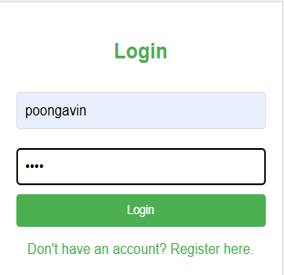 Login
poongavin
••••
Login
Don't have an account? Register here.